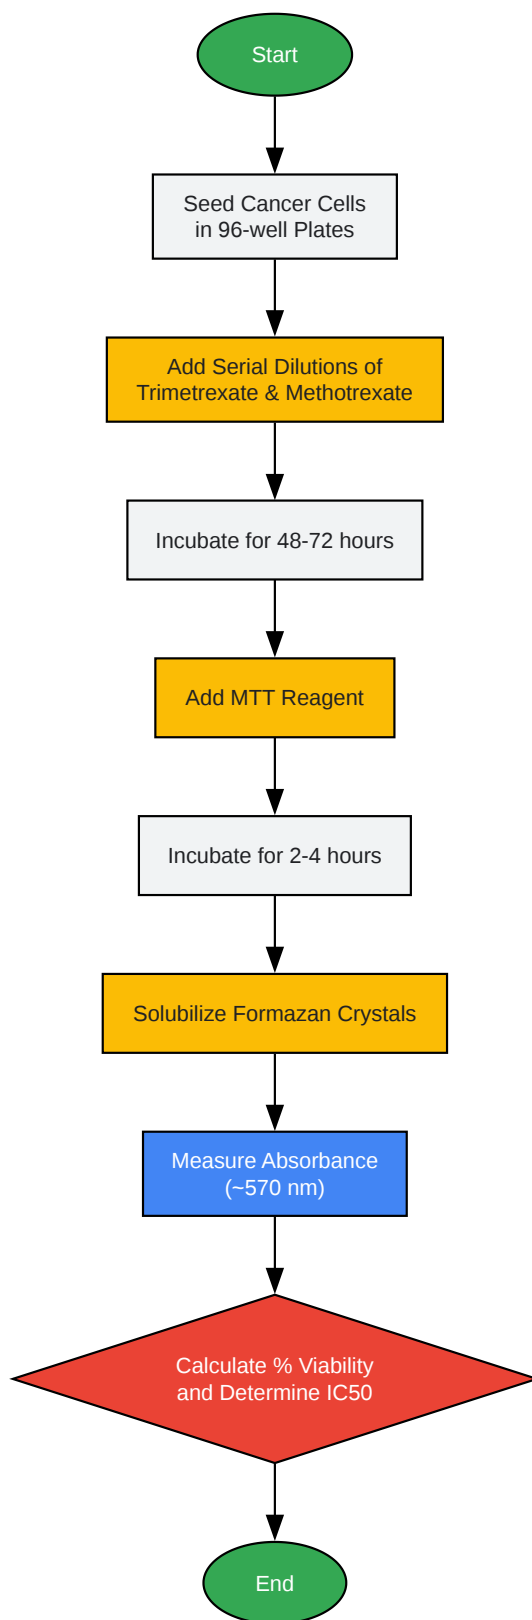 Start
Seed Cancer Cells
in 96-well Plates
Add Serial Dilutions of
Trimetrexate & Methotrexate
Incubate for 48-72 hours
Add MTT Reagent
Incubate for 2-4 hours
Solubilize Formazan Crystals
Measure Absorbance
(~570 nm)
Calculate % Viability
and Determine IC50
End